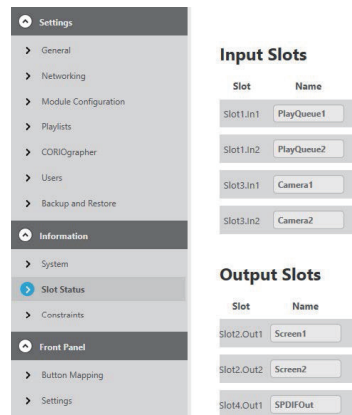 Settings
General
Networking
Module Configuration
Playlists
CORIOgrapher
Users
Backup and Restore
Information
System
Slot Status
Constraints
Front Panel
Button Mapping
Settings
Input Slots
Slot Name
Slot1.In1 PlayQueue1
Slot1.In2 PlayQueue2
Slot3.In1 Camera1
Slot3.In2 Camera2
Output Slots
Slot Name
Slot2.Out1 Screen1
Slot2.Out2 Screen2
Slot4.Out1 SPDIFOut